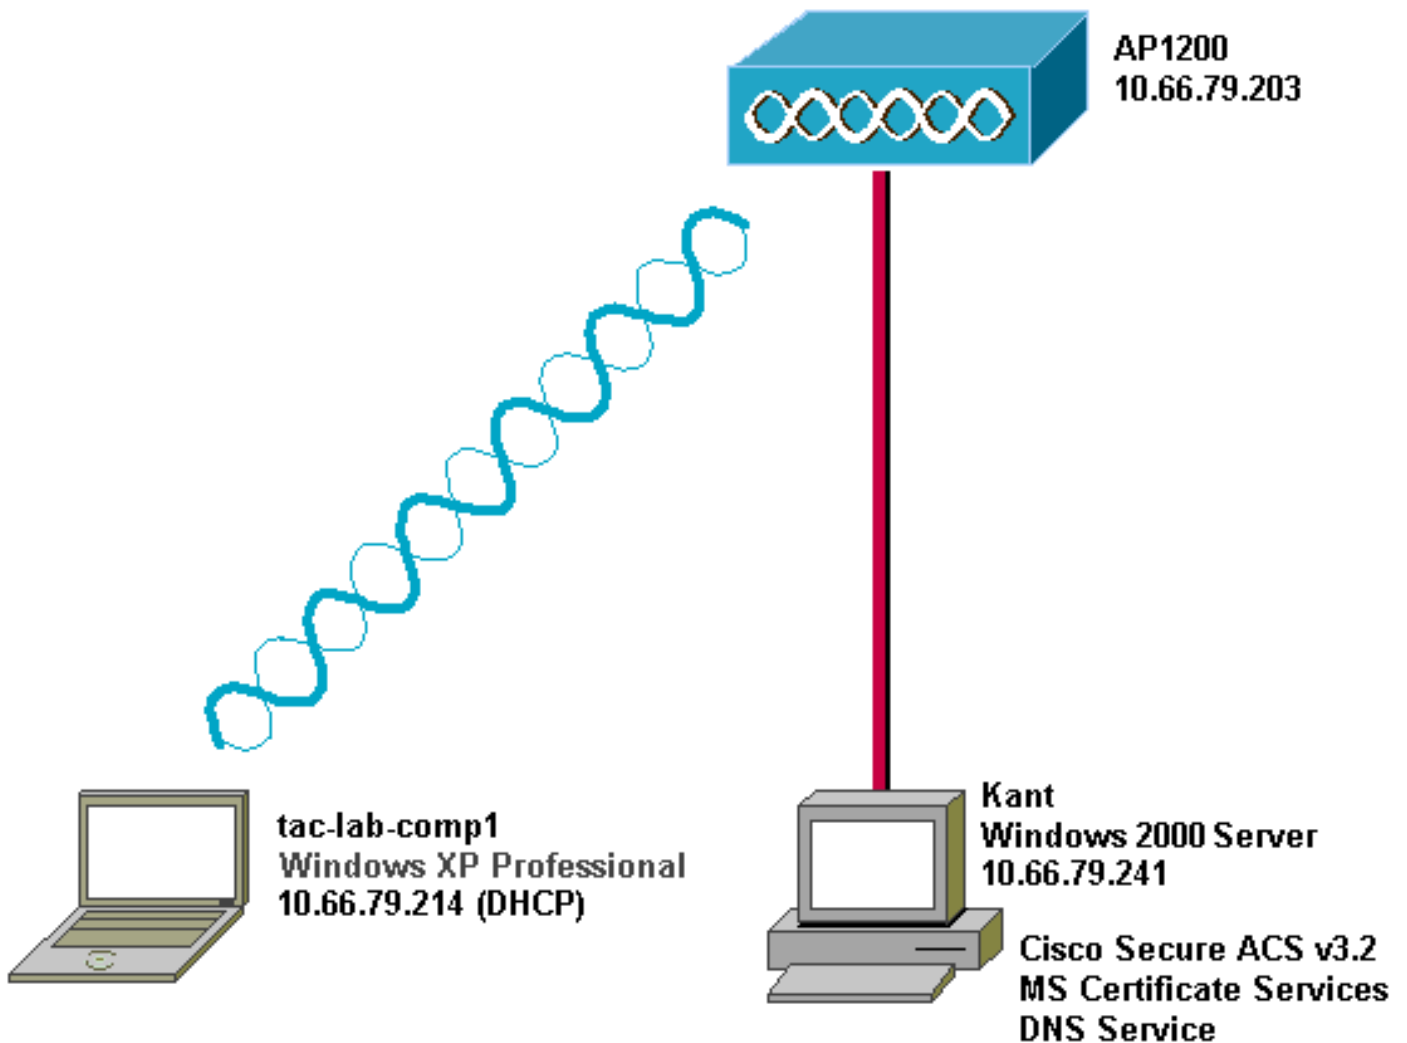 AP1200
10.66.79.203
tac-lab-comp1
Windows XP Professional
10.66.79.214 (DHCP)
Kant
Windows 2000 Server
10.66.79.241
Cisco Secure ACS v3.2
MS Certificate Services
DNS Service